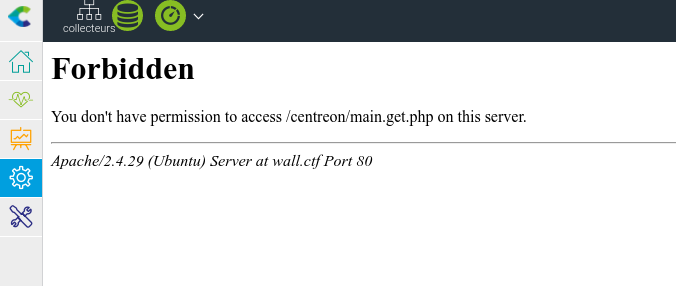 collecteurs
Forbidden
You don't have permission to access /centreon/main.get.php on this server.
Apache/2.4.29 (Ubuntu) Server at wall.ctf Port 80